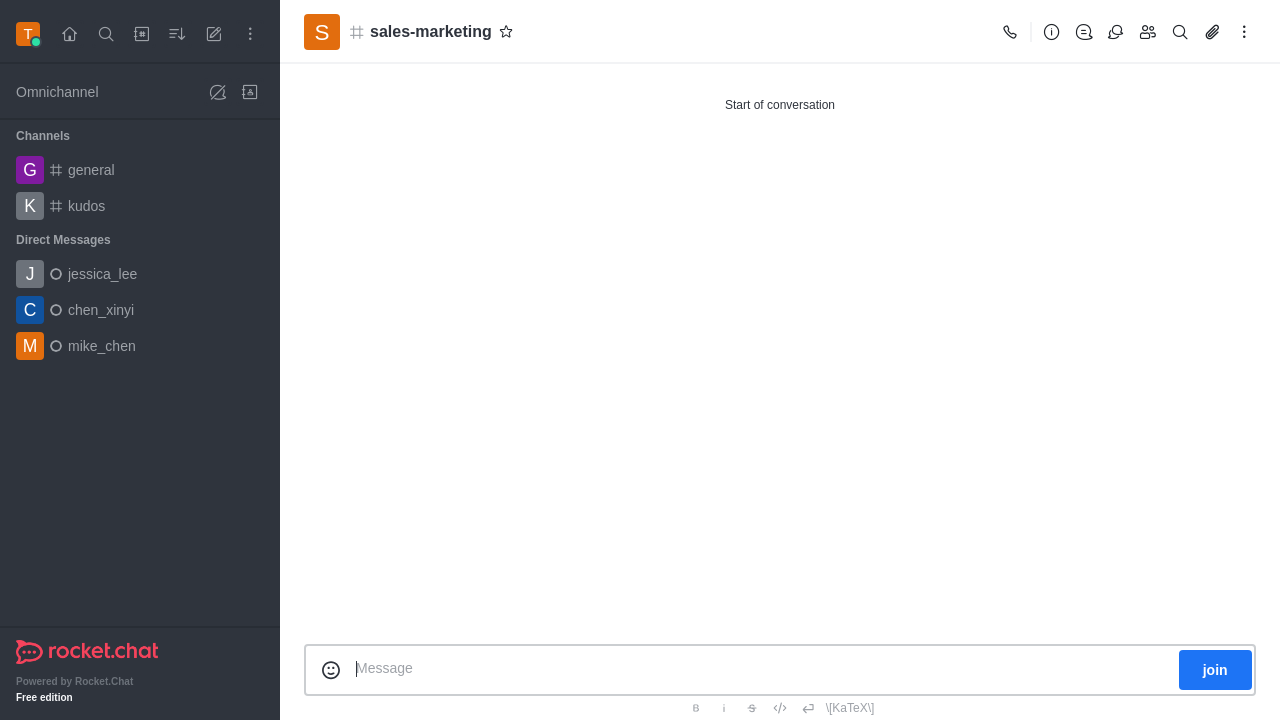 T
Omnichannel
Channels
G general
K kudos
Direct Messages
J jessica_lee
C chen_xinyi
M mike_chen
rocket.chat
Powered by Rocket.Chat
Free edition
S sales-marketing
Start of conversation
Message
join
B i S \[KaTeX\]